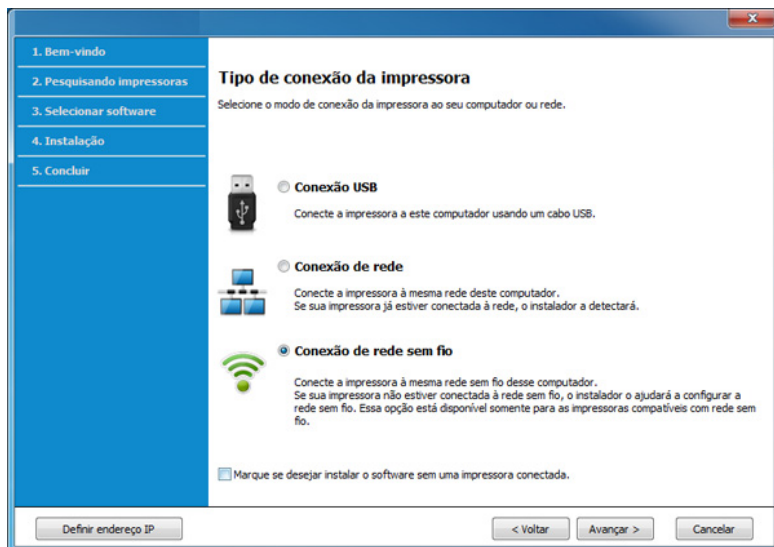 1. Bem-vindo
2. Pesquisando impressoras
3. Selecionar software
4. Instalação
5. Concluir
Tipo de conexão da impressora
Selecione o modo de conexão da impressora ao seu computador ou rede.
Conexão USB
Conecte a impressora a este computador usando um cabo USB.
Conexão de rede
Conecte a impressora à mesma rede deste computador.
Se sua impressora já estiver conectada à rede, o instalador a detectará.
Conexão de rede sem fio
Conecte a impressora à mesma rede sem fio desse computador.
Se sua impressora não estiver conectada à rede sem fio, o instalador o ajudará a configurar a
rede sem fio. Essa opção está disponível somente para as impressoras compatíveis com rede sem
fio.
Marque se desejar instalar o software sem uma impressora conectada.
Definir endereço IP
< Voltar
Avançar >
Cancelar